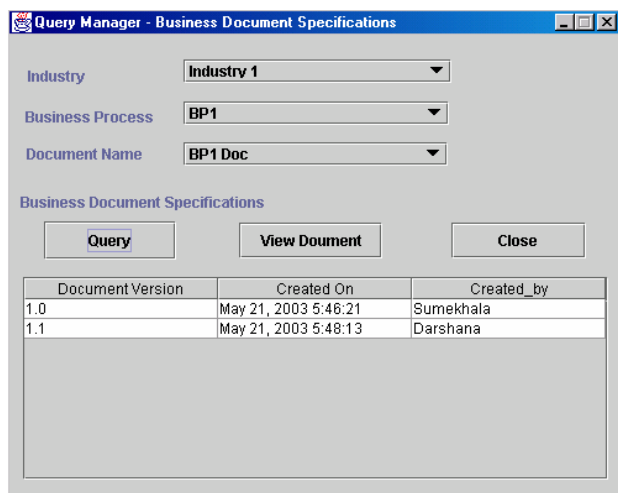 Query Manager - Business Document Specifications
Industry Industry 1
Business Process BP1
Document Name BP1 Doc
Business Document Specifications
Query View Doument Close
Document Version Created On Created_by
1.0 May 21, 2003 5:46:21 Sumekhala
1.1 May 21, 2003 5:48:13 Darshana